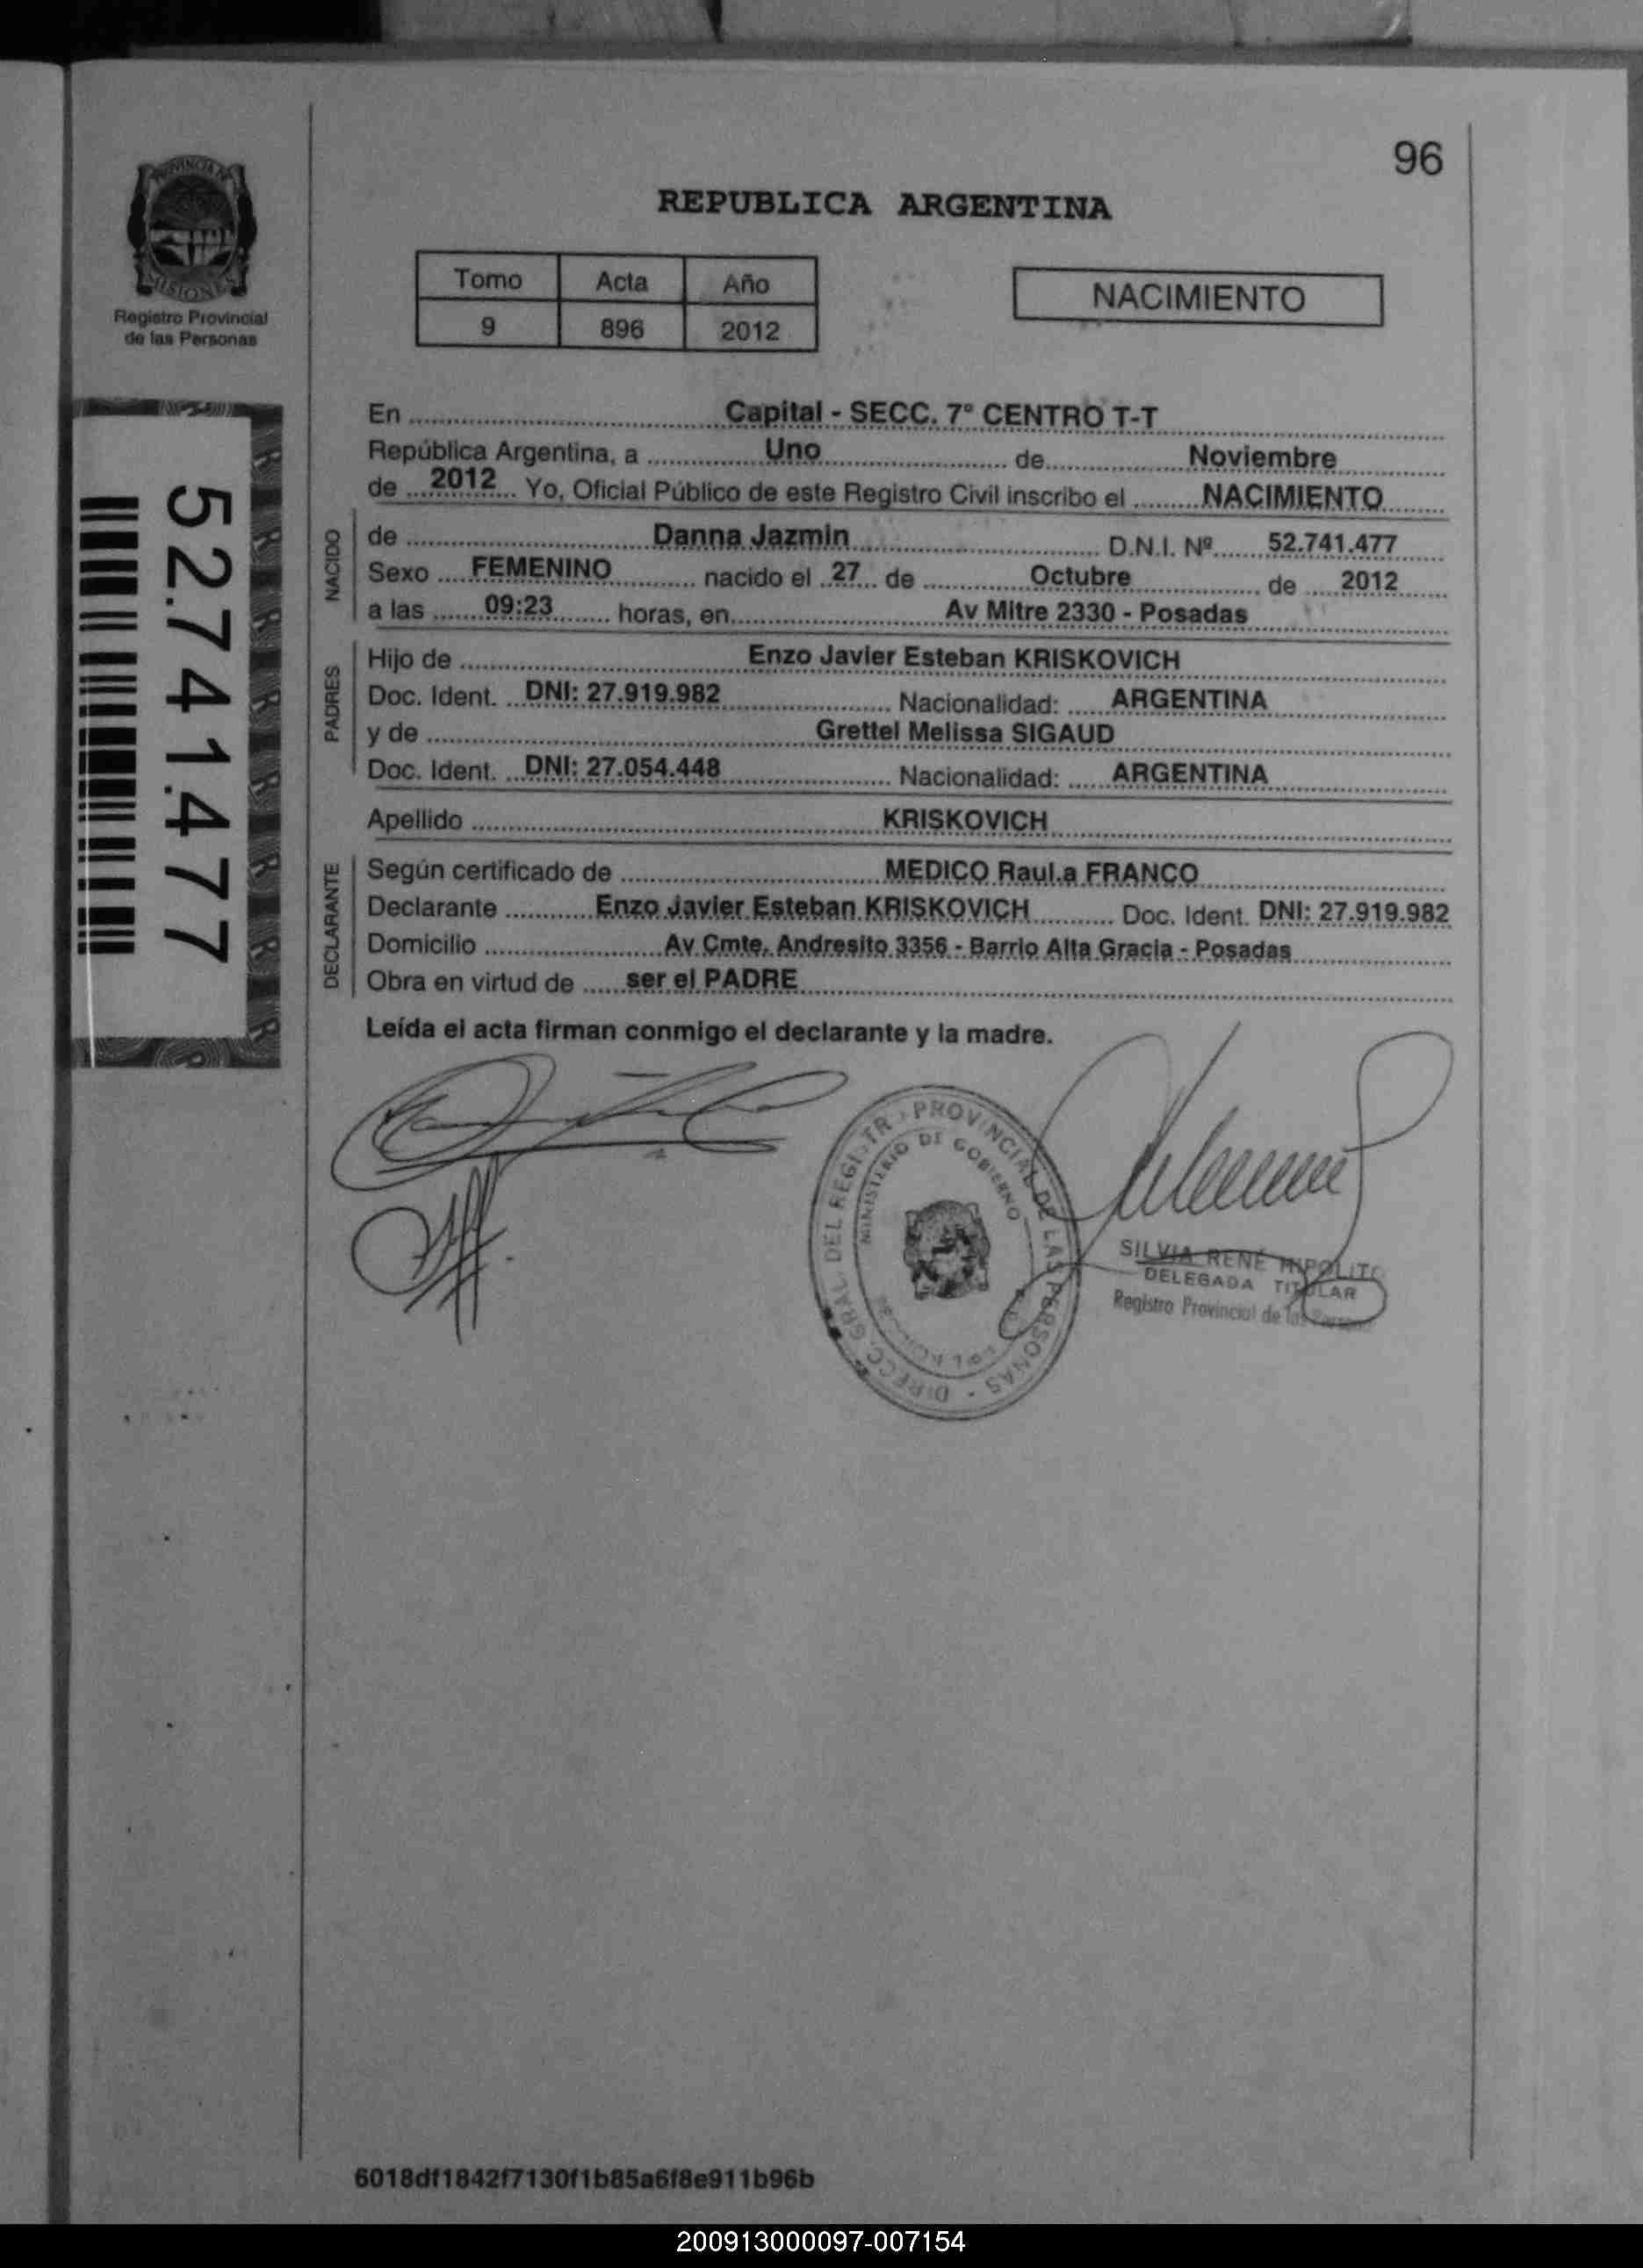 96
PROVINCIA DE
MISIONES
Registro Provincial
de las Personas
REPUBLICA ARGENTINA
Tomo Acta Año
9 896 2012
NACIMIENTO
52.741.477
En Capital - SECC. 7° CENTRO T-T
República Argentina, a Uno de Noviembre
de 2012 Yo, Oficial Público de este Registro Civil inscribo el NACIMIENTO
NACIDO
de Danna Jazmin D.N.I. Nº 52.741.477
Sexo FEMENINO nacido el 27 de Octubre de 2012
a las 09:23 horas, en Av Mitre 2330 - Posadas
PADRES
Hijo de Enzo Javier Esteban KRISKOVICH
Doc. Ident. DNI: 27.919.982 Nacionalidad: ARGENTINA
y de Grettel Melissa SIGAUD
Doc. Ident. DNI: 27.054.448 Nacionalidad: ARGENTINA
Apellido KRISKOVICH
DECLARANTE
Según certificado de MEDICO Raul.a FRANCO
Declarante Enzo Javier Esteban KRISKOVICH Doc. Ident. DNI: 27.919.982
Domicilio Av Cmte. Andresito 3356 - Barrio Alta Gracia - Posadas
Obra en virtud de ser el PADRE
Leída el acta firman conmigo el declarante y la madre.
DIRECC. GRAL. DEL REGISTRO PROVINCIAL DE LAS PERSONAS -
MINISTERIO DE GOBIERNO
SILVIA RENÉ HIPOLITO
DELEGADA TITULAR
Registro Provincial de las Personas
6018df1842f7130f1b85a6f8e911b96b
200913000097-007154